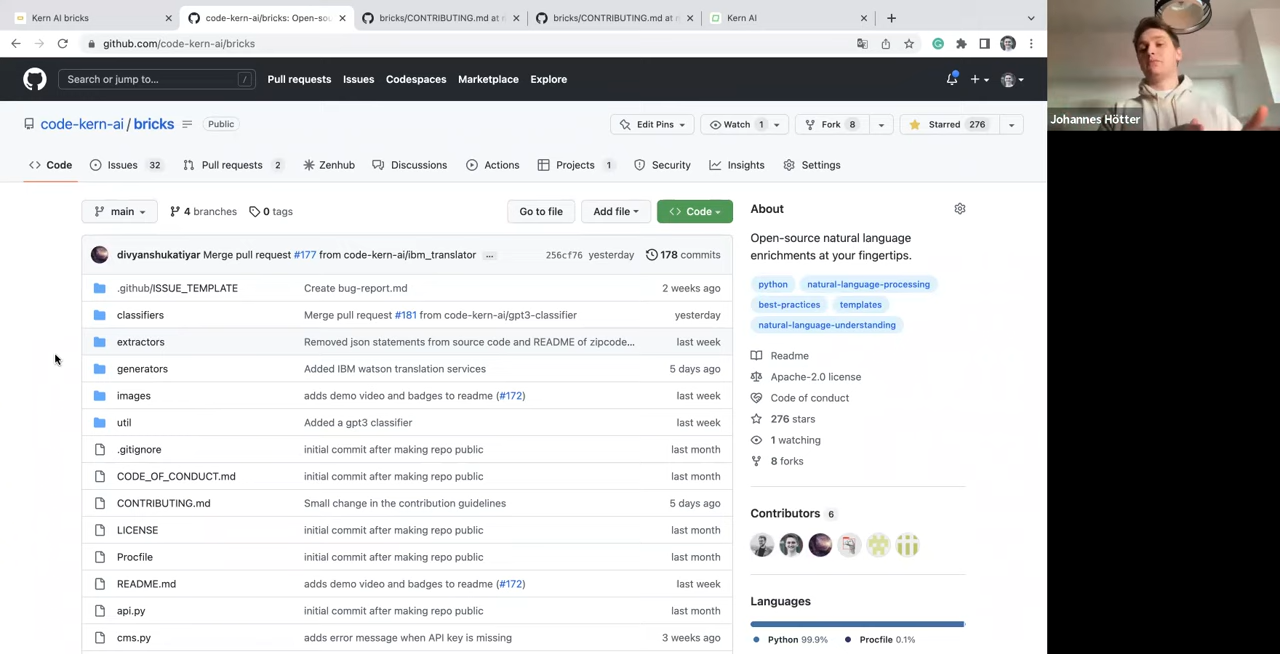 Kern AI bricks
code-kern-ai/bricks: Open-sou
bricks/CONTRIBUTING.md at
bricks/CONTRIBUTING.md at
Kern AI
github.com/code-kern-ai/bricks
Search or jump to... /
Pull requests Issues Codespaces Marketplace Explore
code-kern-ai / bricks Public
Edit Pins Watch 1 Fork 8 Starred 276
Code Issues 32 Pull requests 2 Zenhub Discussions Actions Projects 1 Security Insights Settings
main 4 branches 0 tags Go to file Add file Code
divyanshukatiyar Merge pull request #177 from code-kern-ai/ibm_translator ... 256cf76 yesterday 178 commits
.github/ISSUE_TEMPLATE Create bug-report.md 2 weeks ago
classifiers Merge pull request #181 from code-kern-ai/gpt3-classifier yesterday
extractors Removed json statements from source code and README of zipcode... last week
generators Added IBM watson translation services 5 days ago
images adds demo video and badges to readme (#172) last week
util Added a gpt3 classifier last week
.gitignore initial commit after making repo public last month
CODE_OF_CONDUCT.md initial commit after making repo public last month
CONTRIBUTING.md Small change in the contribution guidelines 5 days ago
LICENSE initial commit after making repo public last month
Procfile initial commit after making repo public last month
README.md adds demo video and badges to readme (#172) last week
api.py initial commit after making repo public last month
cms.py adds error message when API key is missing 3 weeks ago
About
Open-source natural language
enrichments at your fingertips.
python natural-language-processing
best-practices templates
natural-language-understanding
Readme
Apache-2.0 license
Code of conduct
276 stars
1 watching
8 forks
Contributors 6
Languages
Python 99.9% Procfile 0.1%
Johannes Hötter